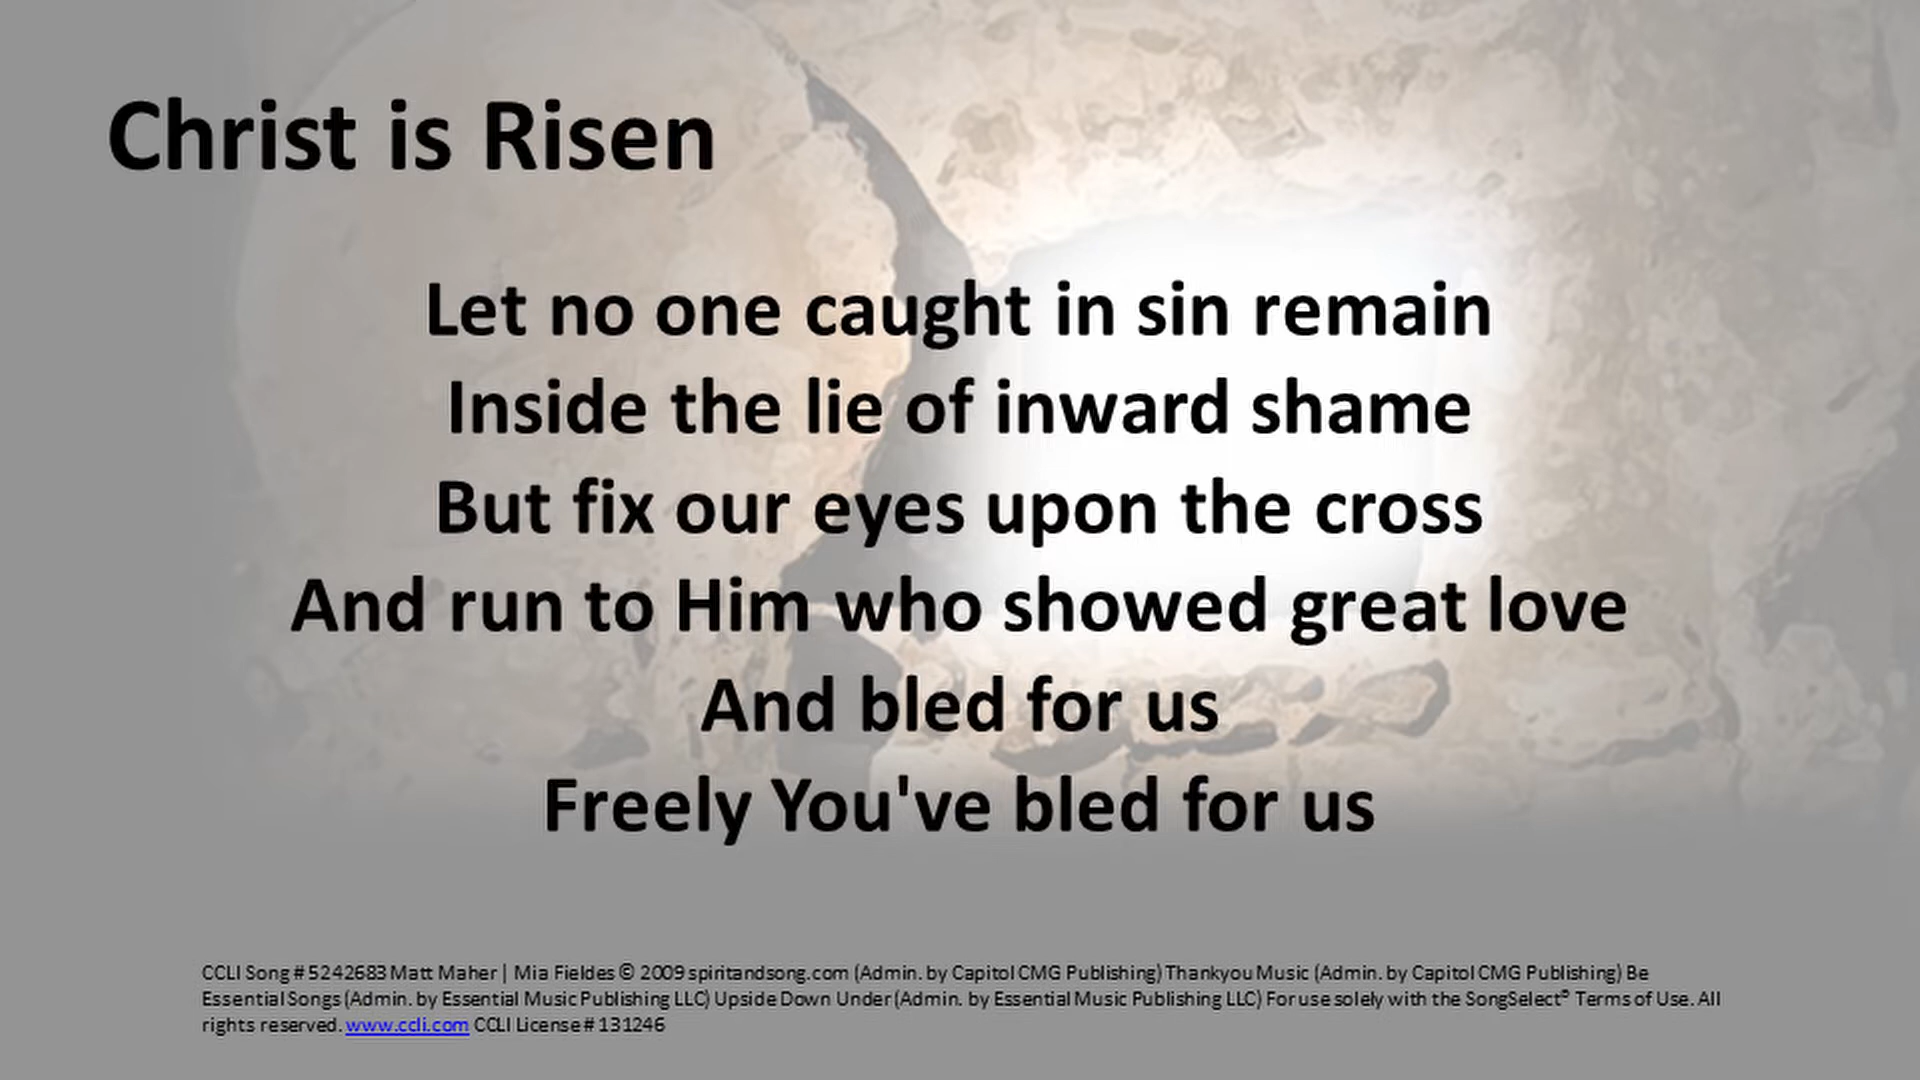 Christ is Risen
Let no one caught in sin remain
Inside the lie of inward shame
But fix our eyes upon the cross
And run to Him who showed great love
And bled for us
Freely You've bled for us
CCLI Song # 5242683 Matt Maher | Mia Fieldes © 2009 spiritandsong.com (Admin. by Capitol CMG Publishing) Thankyou Music (Admin. by Capitol CMG Publishing) Be
Essential Songs (Admin. by Essential Music Publishing LLC) Upside Down Under (Admin. by Essential Music Publishing LLC) For use solely with the SongSelect® Terms of Use. All
rights reserved. www.ccli.com CCLI License # 131246